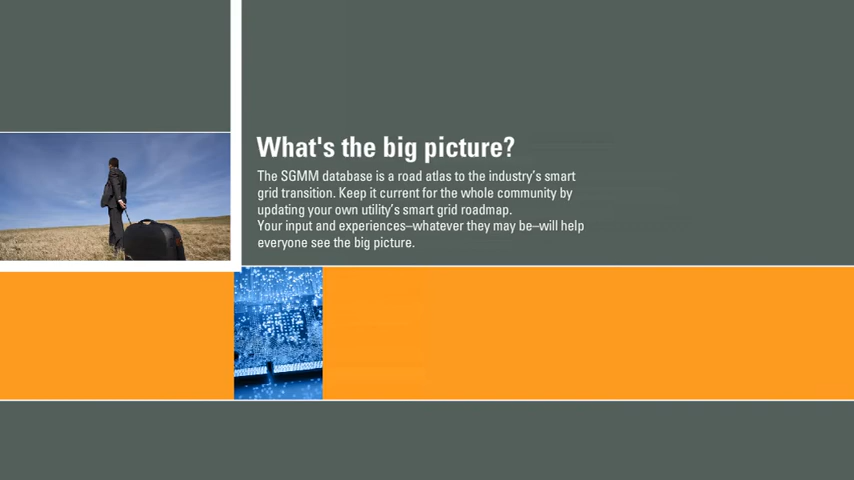 What's the big picture?
The SGMM database is a road atlas to the industry’s smart
grid transition. Keep it current for the whole community by
updating your own utility’s smart grid roadmap.
Your input and experiences–whatever they may be–will help
everyone see the big picture.